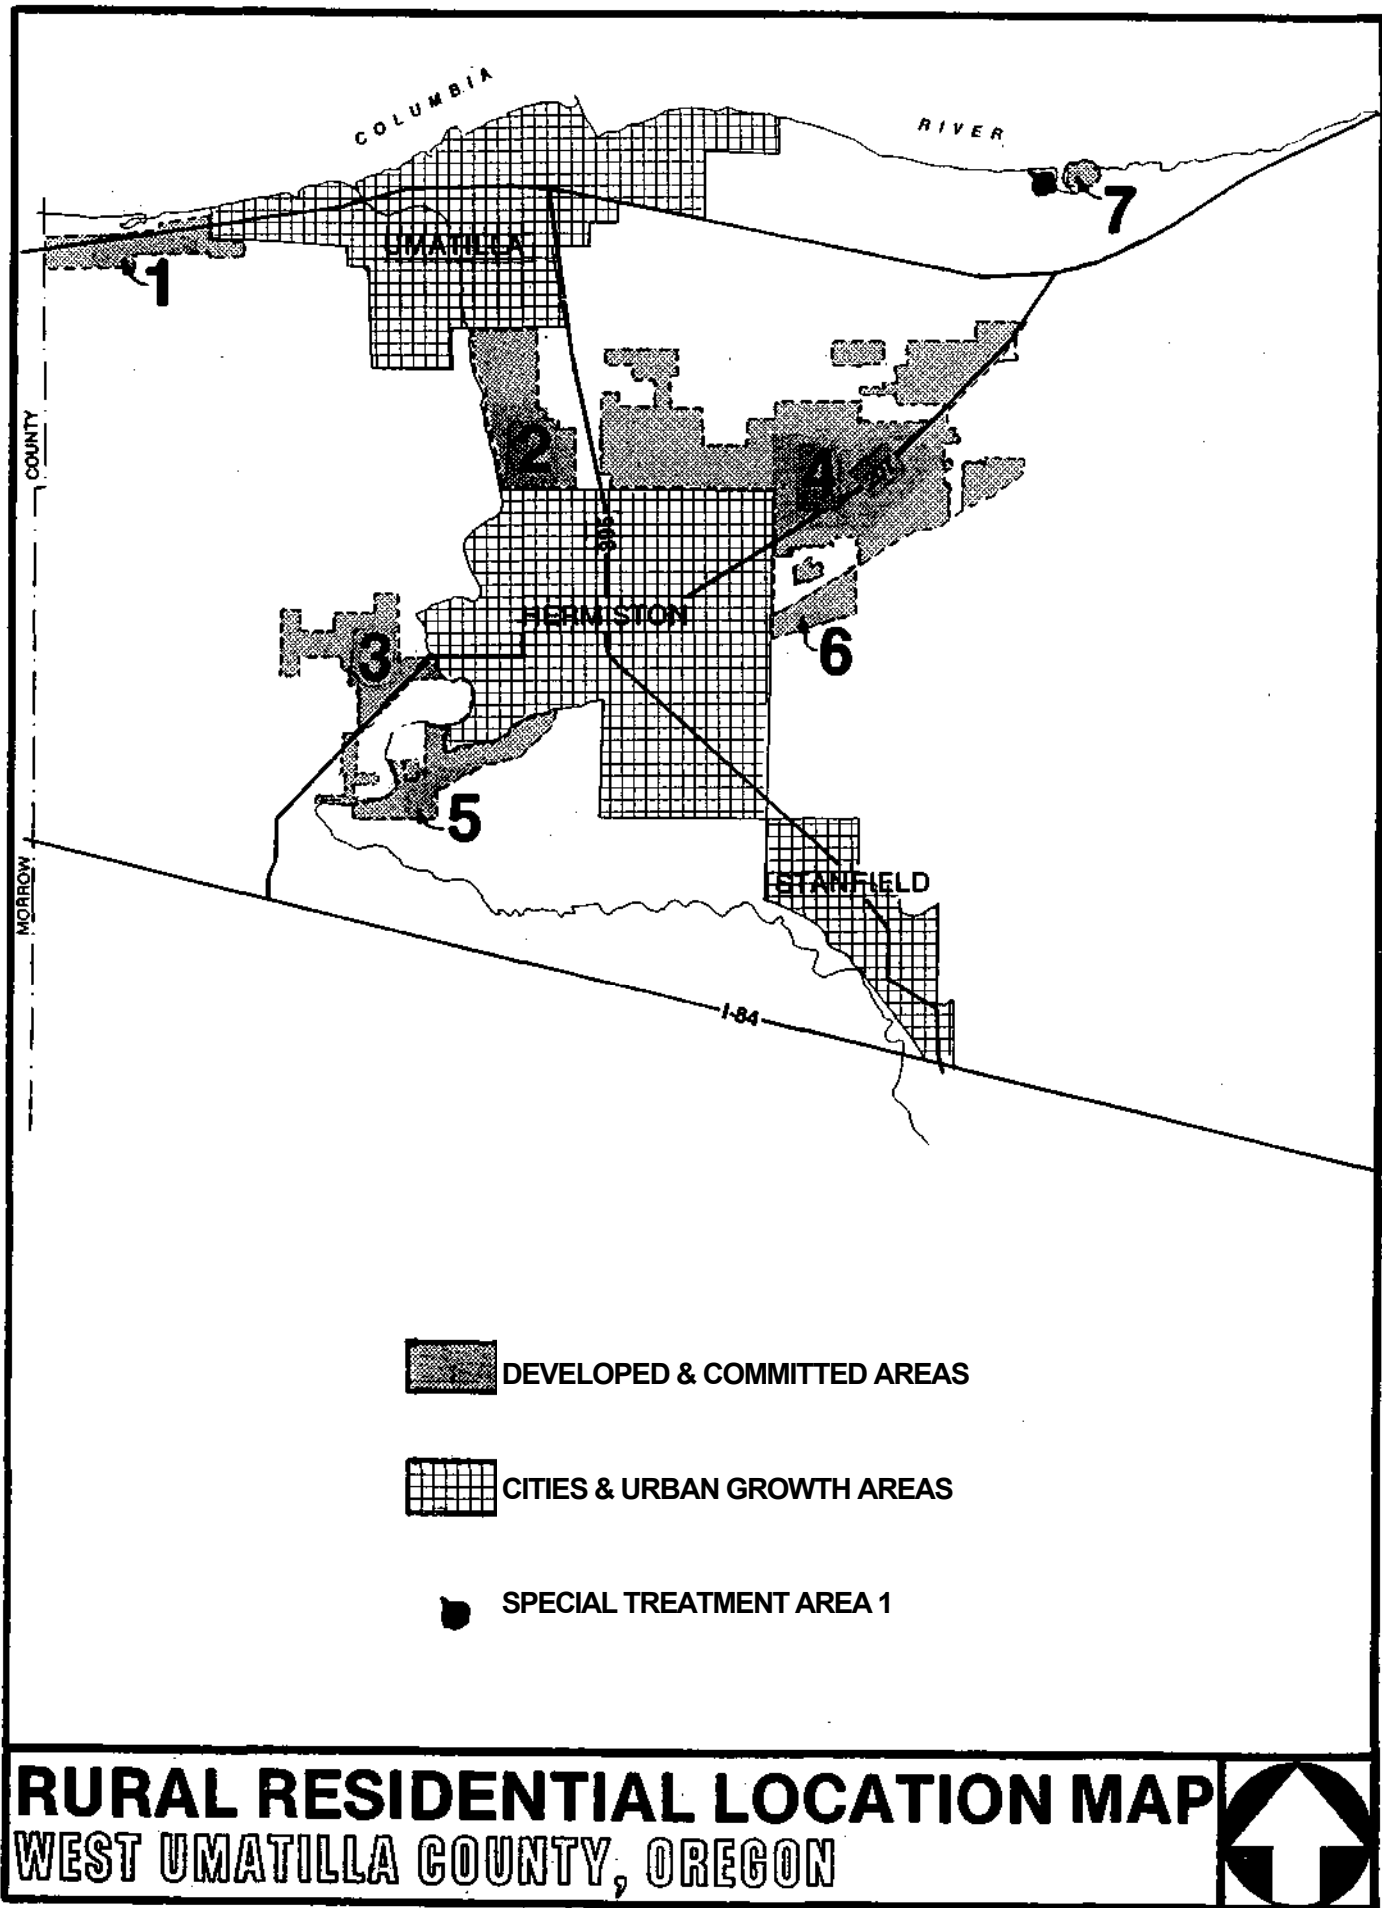 COLUMBIA
RIVER
7
UMATILLA
1
COUNTY
2
4
395
HERMISTON
3
6
5
MORROW
STANFIELD
I-84
DEVELOPED & COMMITTED AREAS
CITIES & URBAN GROWTH AREAS
SPECIAL TREATMENT AREA 1
RURAL RESIDENTIAL LOCATION MAP
WEST UMATILLA COUNTY, OREGON